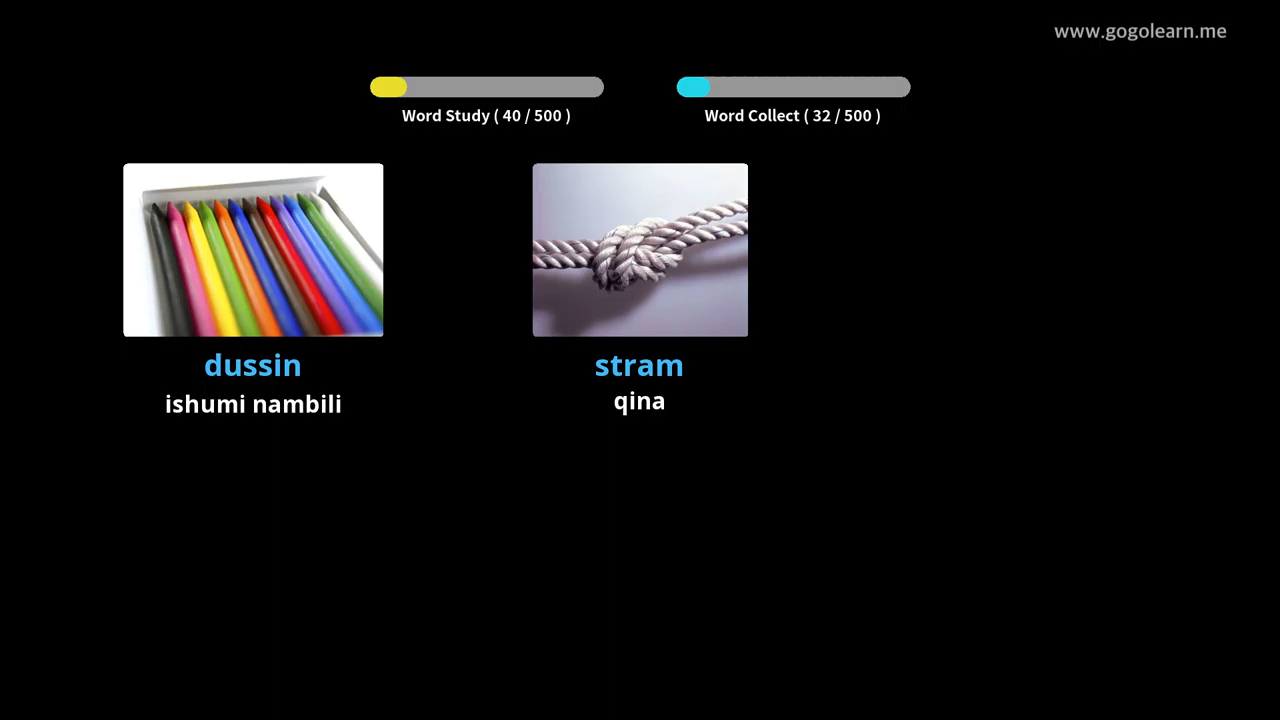 www.gogolearn.me
Word Study ( 40 / 500 )
Word Collect ( 32 / 500 )
dussin
ishumi nambili
stram
qina